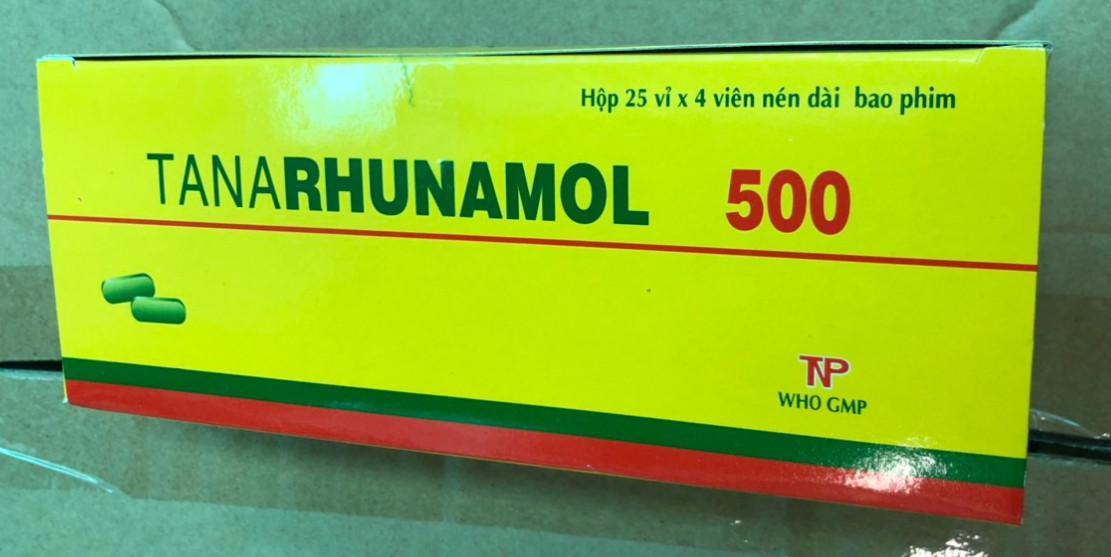 Hộp 25 vỉ x 4 viên nén dài bao phim
TANARHUNAMOL 500
TNP
WHO GMP